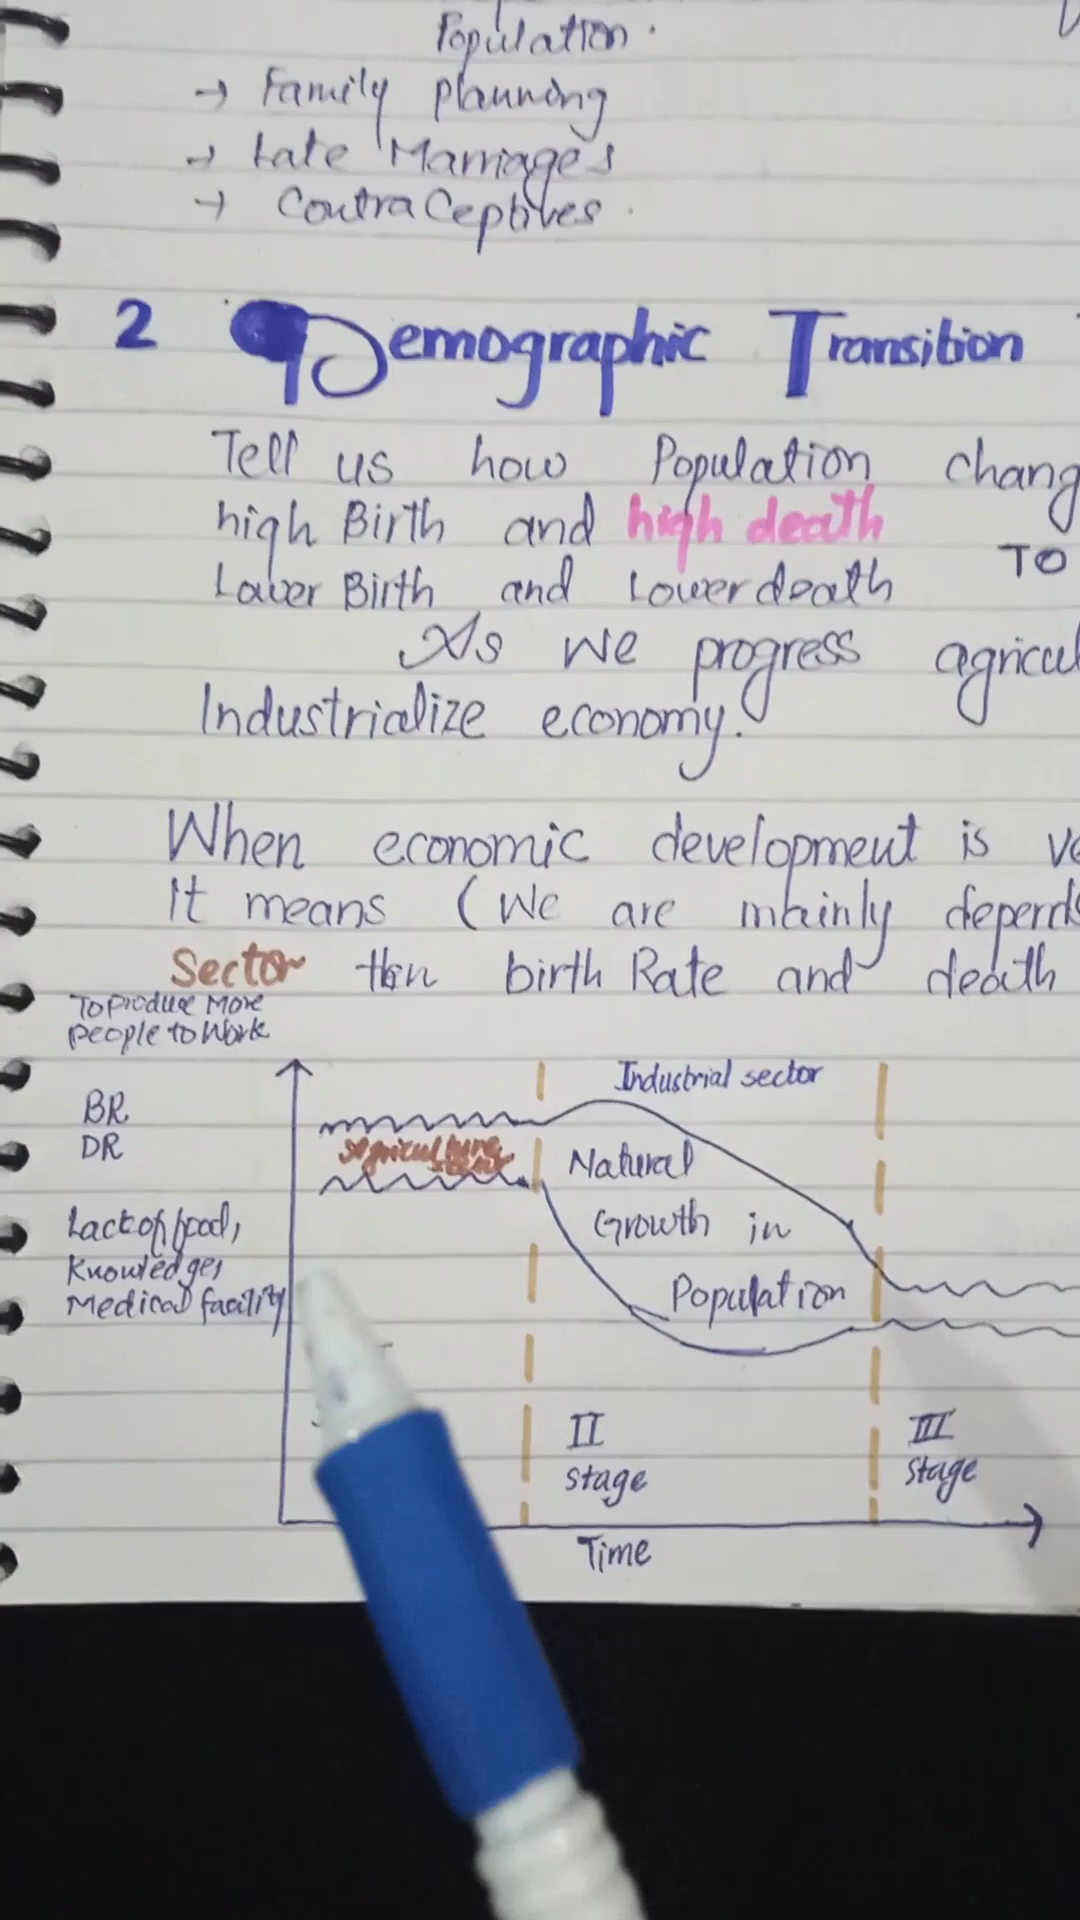 Population.
→ Family planning
→ Late Marriages
→ ContraCeptives.
2 Demographic Transition
Tell us how Population chang
high Birth and high death
TO
Lower Birth and Lower death
As we progress agricul
Industrialize economy.
When economic development is ve
It means (We are mainly depends
Sector then birth Rate and death
To produce More
people to Work
Industrial sector
BR
DR
Natural
Growth in
Population
Lack of food,
Knowledge,
Medical facility
II
stage
III
stage
Time